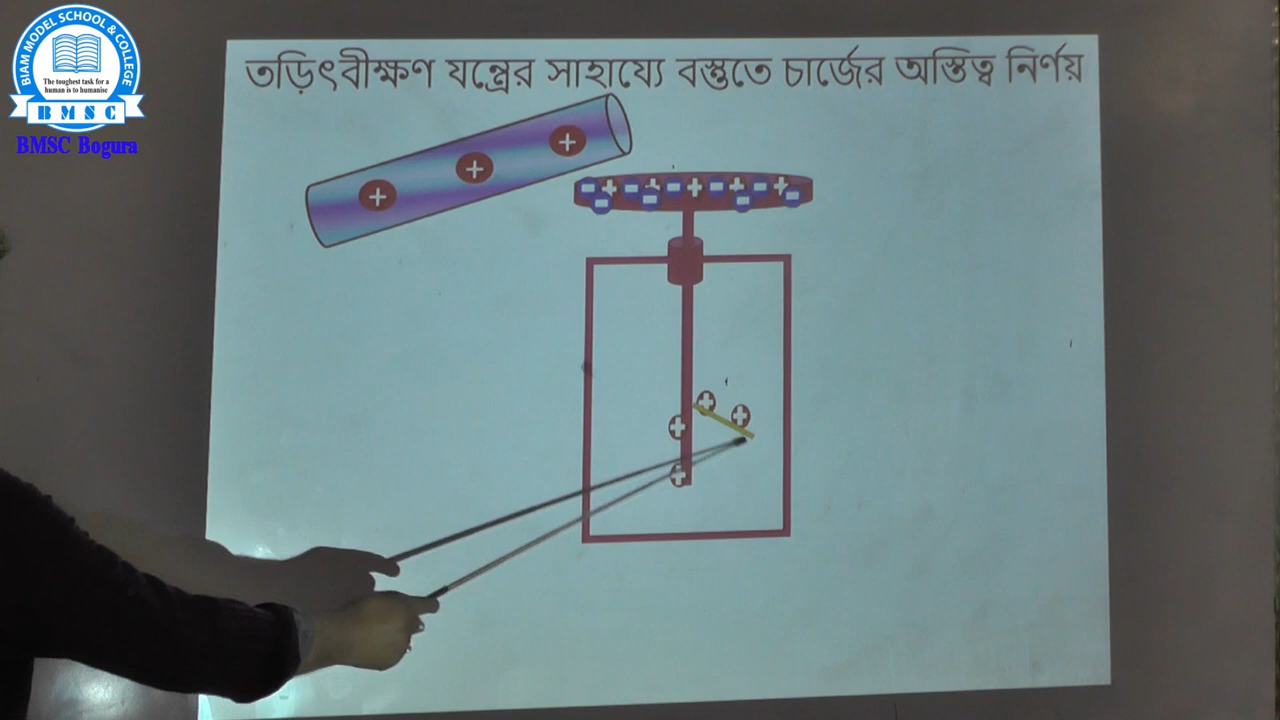 BIAM MODEL SCHOOL & COLLEGE
The toughest task for a
human is to humanise
B M S C
BMSC Bogura
তড়িৎবীক্ষণ যন্ত্রের সাহায্যে বস্তুতে চার্জের অস্তিত্ব নির্ণয়